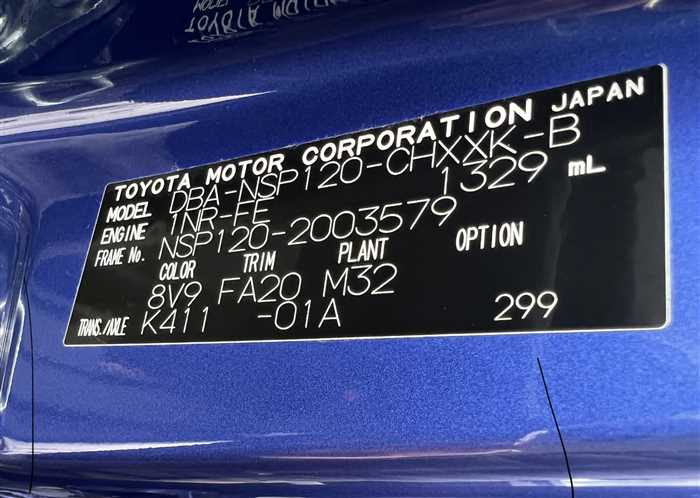 TOYOTA MOTOR CORPORATION JAPAN
MODEL DBA-NSP120-CHXXK-B
ENGINE 1NR-FE 1329 mL
FRAME No. NSP120-2003579
COLOR TRIM PLANT OPTION
8V9 FA20 M32
TRANS./AXLE K411 -01A 299